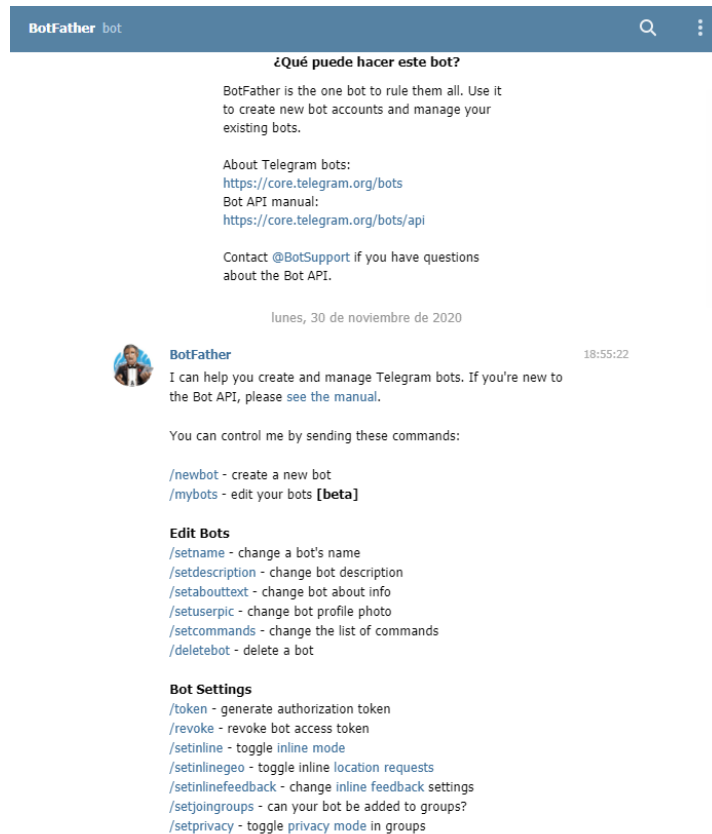 BotFather bot
¿Qué puede hacer este bot?
BotFather is the one bot to rule them all. Use it
to create new bot accounts and manage your
existing bots.
About Telegram bots:
https://core.telegram.org/bots
Bot API manual:
https://core.telegram.org/bots/api
Contact @BotSupport if you have questions
about the Bot API.
lunes, 30 de noviembre de 2020
BotFather 18:55:22
I can help you create and manage Telegram bots. If you're new to
the Bot API, please see the manual.
You can control me by sending these commands:
/newbot - create a new bot
/mybots - edit your bots [beta]
Edit Bots
/setname - change a bot's name
/setdescription - change bot description
/setabouttext - change bot about info
/setuserpic - change bot profile photo
/setcommands - change the list of commands
/deletebot - delete a bot
Bot Settings
/token - generate authorization token
/revoke - revoke bot access token
/setinline - toggle inline mode
/setinlinegeo - toggle inline location requests
/setinlinefeedback - change inline feedback settings
/setjoingroups - can your bot be added to groups?
/setprivacy - toggle privacy mode in groups